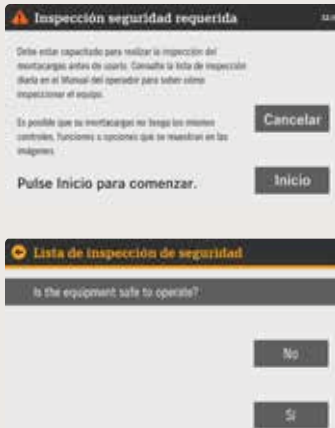 Inspección seguridad requerida
Debe estar capacitado para realizar la inspección del
montacargas antes de usarlo. Consulte la lista de inspección
diaria en el Manual del operador para saber cómo
inspeccionar el equipo.
Es posible que su montacargas no tenga los mismos
controles, funciones u opciones que se muestran en las
imágenes.
Cancelar
Pulse Inicio para comenzar.
Inicio
Lista de inspección de seguridad
Is the equipment safe to operate?
No
Si